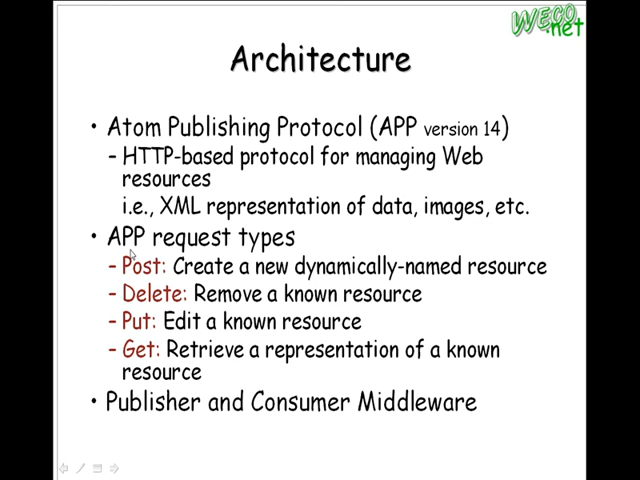 WECO
.net
Architecture
• Atom Publishing Protocol (APP version 14)
– HTTP-based protocol for managing Web
resources
i.e., XML representation of data, images, etc.
• APP request types
– Post: Create a new dynamically-named resource
– Delete: Remove a known resource
– Put: Edit a known resource
– Get: Retrieve a representation of a known
resource
• Publisher and Consumer Middleware